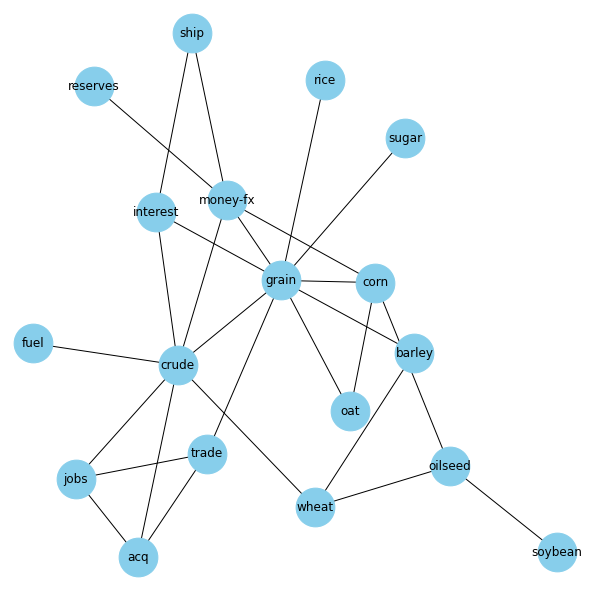 ship
reserves
rice
sugar
money-fx
interest
grain
corn
fuel
barley
crude
oat
trade
oilseed
jobs
wheat
soybean
acq